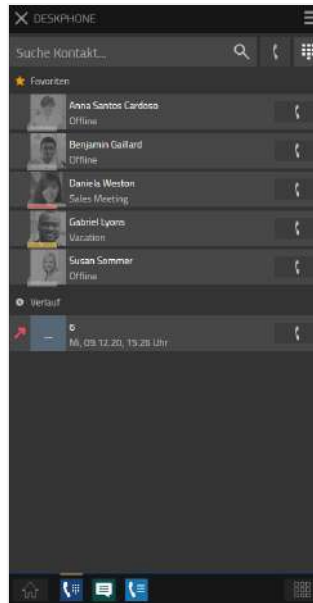 DESKPHONE
Suche Kontakt...
Favoriten
Anna Santos Cardoso
Offline
Benjamin Gaillard
Offline
Daniela Weston
Sales Meeting
Gabriel Lyons
Vacation
Susan Sommer
Offline
Verlauf
6
Mi, 09.12.20, 15:26 Uhr